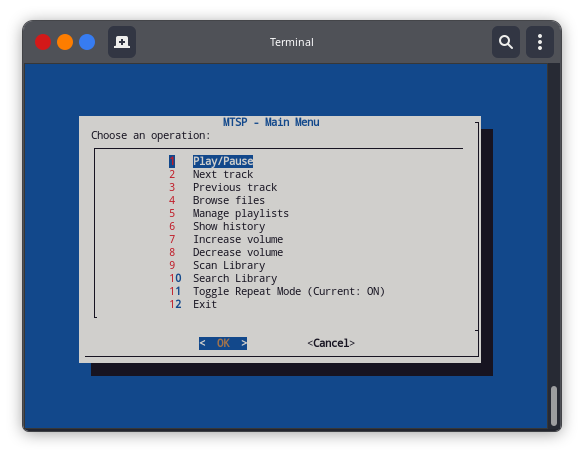 Terminal
MTSP - Main Menu
Choose an operation:
1 Play/Pause
2 Next track
3 Previous track
4 Browse files
5 Manage playlists
6 Show history
7 Increase volume
8 Decrease volume
9 Scan Library
10 Search Library
11 Toggle Repeat Mode (Current: ON)
12 Exit
< OK > <Cancel>